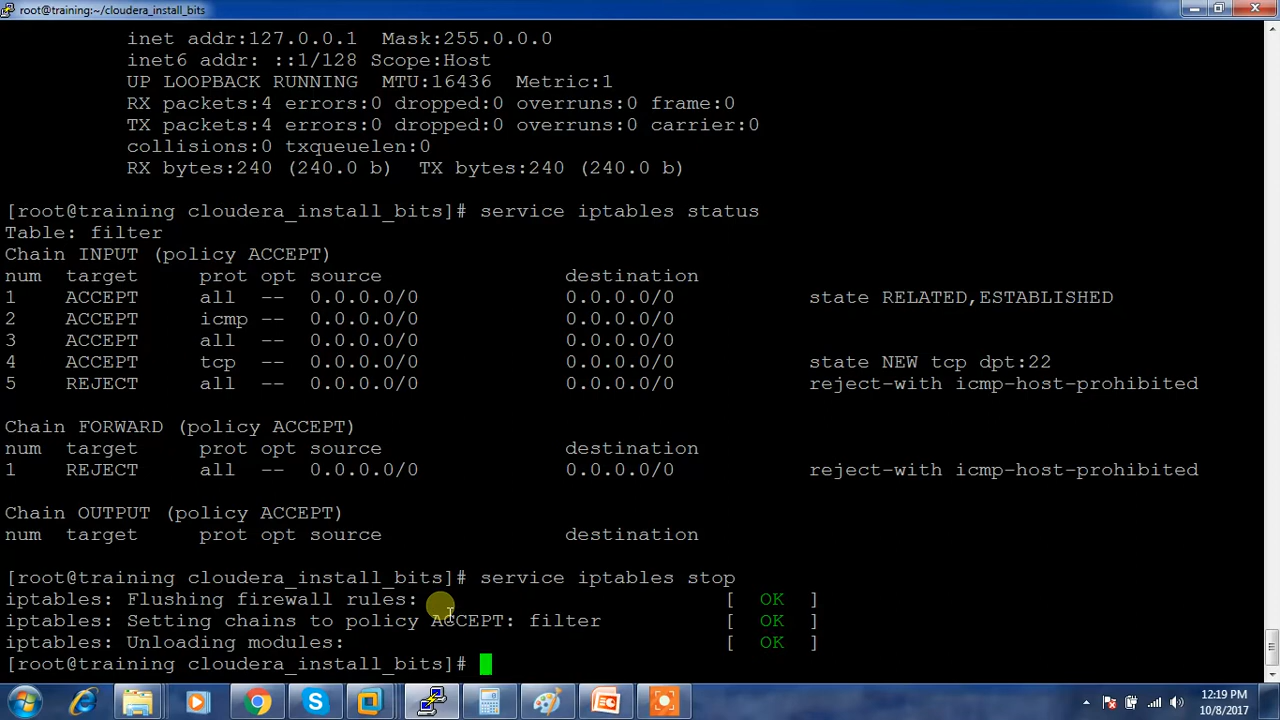 root@training:~/cloudera_install_bits
inet addr:127.0.0.1  Mask:255.0.0.0
inet6 addr: ::1/128 Scope:Host
UP LOOPBACK RUNNING  MTU:16436  Metric:1
RX packets:4 errors:0 dropped:0 overruns:0 frame:0
TX packets:4 errors:0 dropped:0 overruns:0 carrier:0
collisions:0 txqueuelen:0
RX bytes:240 (240.0 b)  TX bytes:240 (240.0 b)
[root@training cloudera_install_bits]# service iptables status
Table: filter
Chain INPUT (policy ACCEPT)
num  target     prot opt source               destination
1    ACCEPT     all  --  0.0.0.0/0            0.0.0.0/0           state RELATED,ESTABLISHED
2    ACCEPT     icmp --  0.0.0.0/0            0.0.0.0/0
3    ACCEPT     all  --  0.0.0.0/0            0.0.0.0/0
4    ACCEPT     tcp  --  0.0.0.0/0            0.0.0.0/0           state NEW tcp dpt:22
5    REJECT     all  --  0.0.0.0/0            0.0.0.0/0           reject-with icmp-host-prohibited
Chain FORWARD (policy ACCEPT)
num  target     prot opt source               destination
1    REJECT     all  --  0.0.0.0/0            0.0.0.0/0           reject-with icmp-host-prohibited
Chain OUTPUT (policy ACCEPT)
num  target     prot opt source               destination
[root@training cloudera_install_bits]# service iptables stop
iptables: Flushing firewall rules:                         [  OK  ]
iptables: Setting chains to policy ACCEPT: filter          [  OK  ]
iptables: Unloading modules:                               [  OK  ]
[root@training cloudera_install_bits]#
12:19 PM
10/8/2017